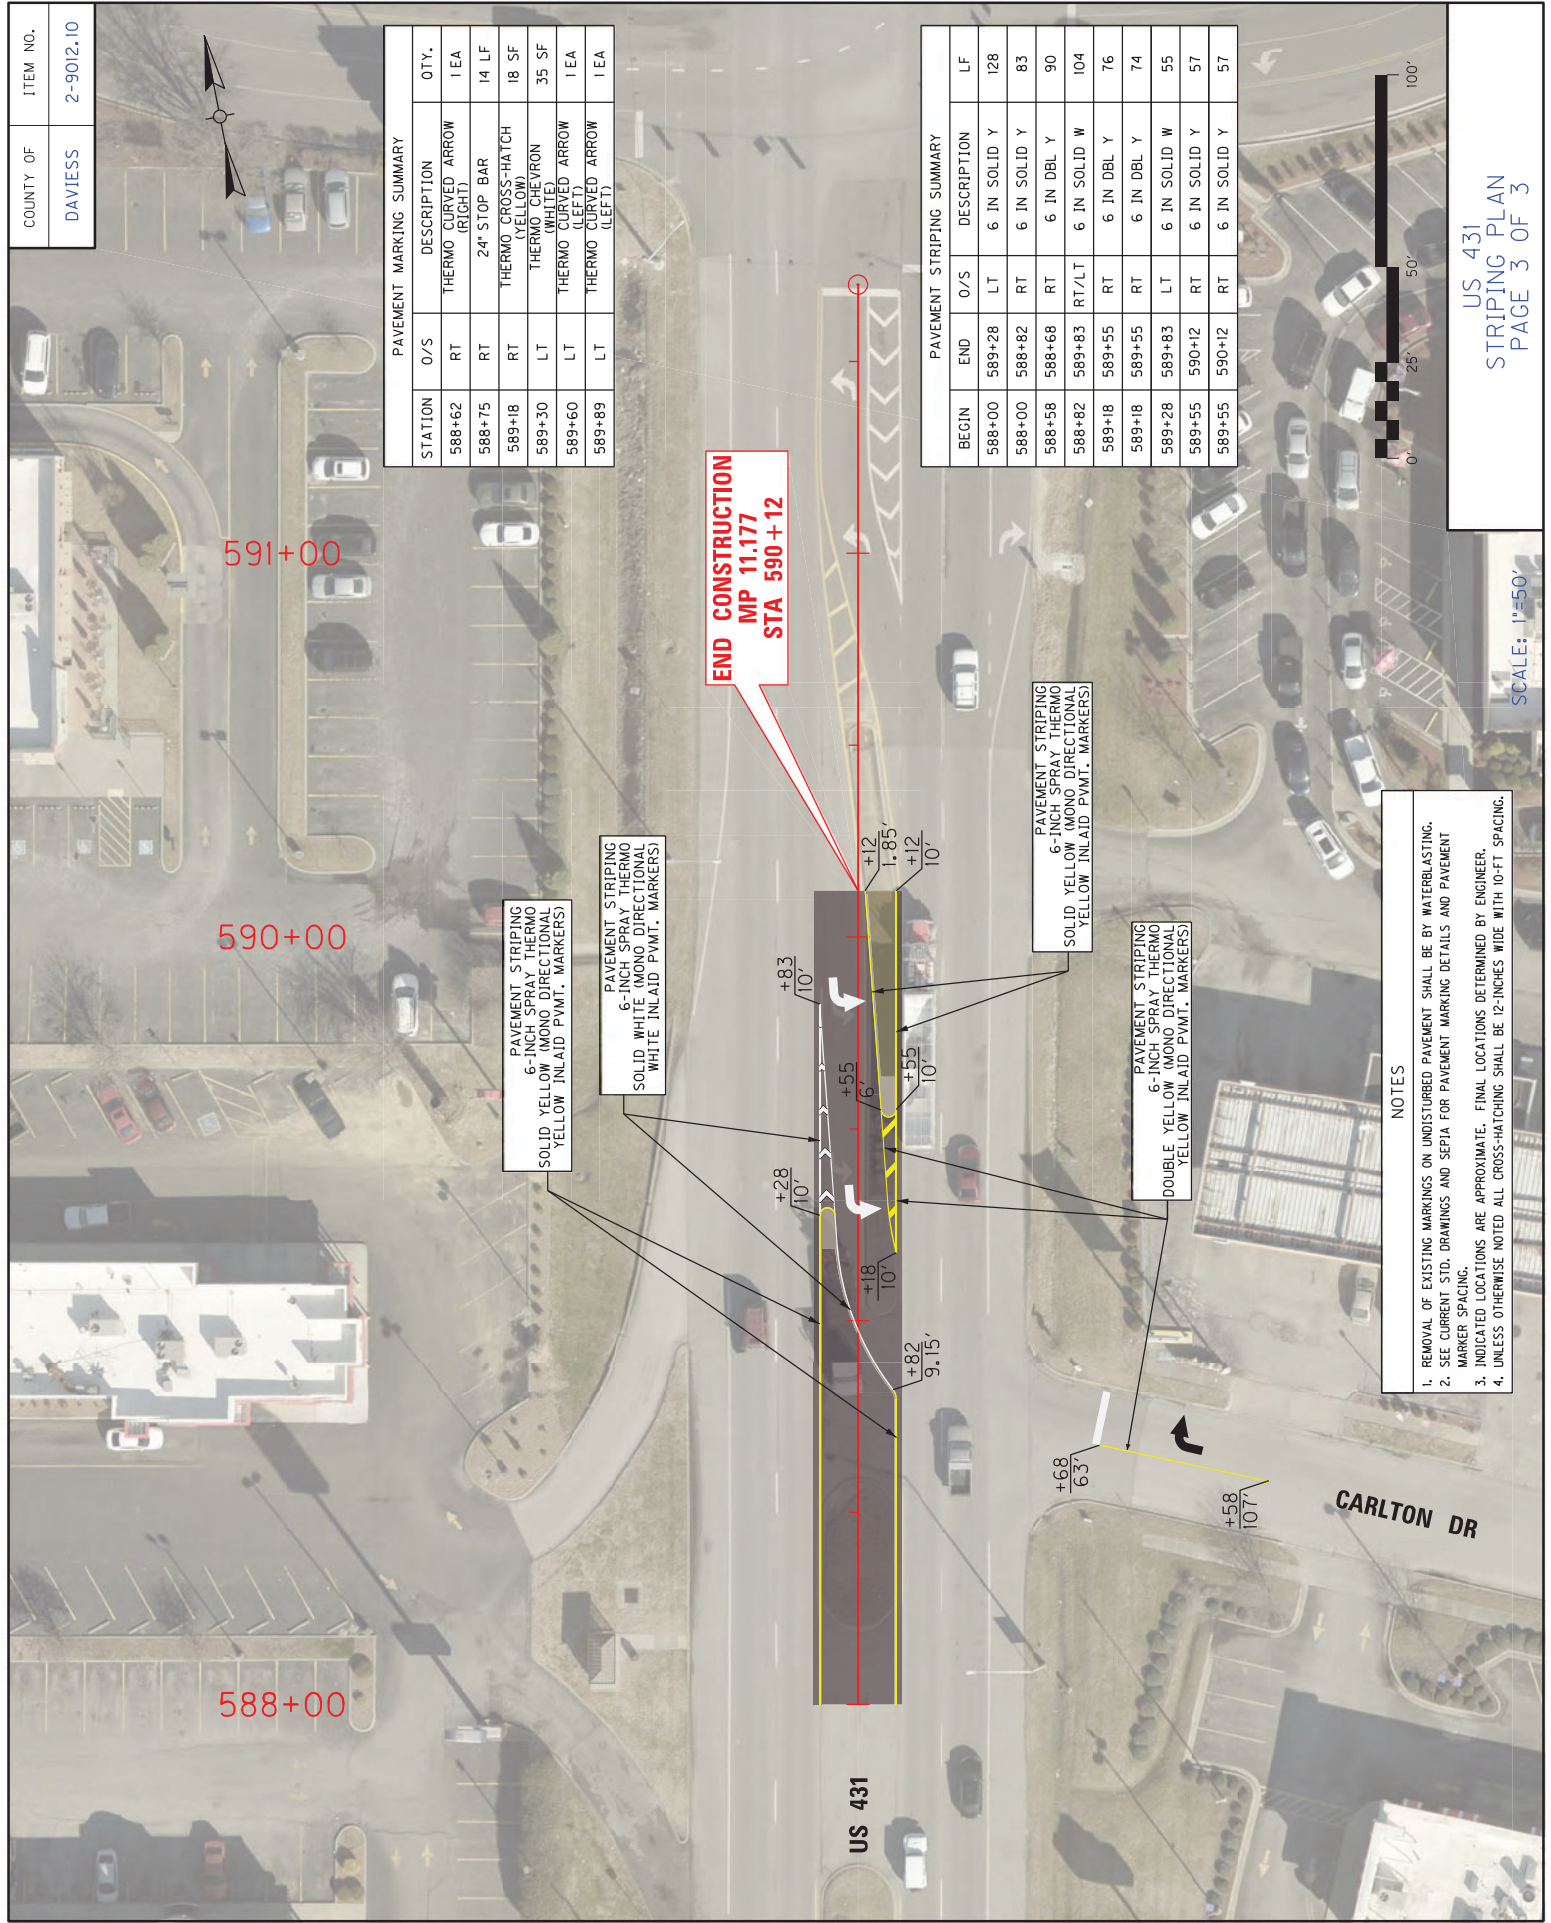 COUNTY OF ITEM NO.
DAVIESS 2-9012.10
PAVEMENT MARKING SUMMARY
STATION O/S DESCRIPTION QTY.
588+62 RT THERMO CURVED ARROW (RIGHT) 1 EA
588+75 RT 24" STOP BAR 14 LF
589+18 RT THERMO CROSS-HATCH (YELLOW) 18 SF
589+30 LT THERMO CHEVRON (WHITE) 35 SF
589+60 LT THERMO CURVED ARROW (LEFT) 1 EA
589+89 LT THERMO CURVED ARROW (LEFT) 1 EA
PAVEMENT STRIPING SUMMARY
BEGIN END O/S DESCRIPTION LF
588+00 589+28 LT 6 IN SOLID Y 128
588+00 588+82 RT 6 IN SOLID Y 83
588+58 588+68 RT 6 IN DBL Y 90
588+82 589+83 RT/LT 6 IN SOLID W 104
589+18 589+55 RT 6 IN DBL Y 76
589+18 589+55 RT 6 IN DBL Y 74
589+28 589+83 LT 6 IN SOLID W 55
589+55 590+12 RT 6 IN SOLID Y 57
589+55 590+12 RT 6 IN SOLID Y 57
588+00
590+00
591+00
END CONSTRUCTION
MP 11.177
STA 590+12
PAVEMENT STRIPING
6-INCH SPRAY THERMO
SOLID YELLOW (MONO DIRECTIONAL
YELLOW INLAID PVMT. MARKERS)
PAVEMENT STRIPING
6-INCH SPRAY THERMO
SOLID WHITE (MONO DIRECTIONAL
WHITE INLAID PVMT. MARKERS)
+28
10'
+83
10'
+55
6'
+55
10'
+12
1.85'
+12
10'
+18
10'
+82
9.15'
PAVEMENT STRIPING
6-INCH SPRAY THERMO
SOLID YELLOW (MONO DIRECTIONAL
YELLOW INLAID PVMT. MARKERS)
PAVEMENT STRIPING
6-INCH SPRAY THERMO
DOUBLE YELLOW (MONO DIRECTIONAL
YELLOW INLAID PVMT. MARKERS)
+68
63'
+58
107'
US 431
CARLTON DR
NOTES
1. REMOVAL OF EXISTING MARKINGS ON UNDISTURBED PAVEMENT SHALL BE BY WATERBLASTING.
2. SEE CURRENT STD. DRAWINGS AND SEPIA FOR PAVEMENT MARKING DETAILS AND PAVEMENT
MARKER SPACING.
3. INDICATED LOCATIONS ARE APPROXIMATE. FINAL LOCATIONS DETERMINED BY ENGINEER.
4. UNLESS OTHERWISE NOTED ALL CROSS-HATCHING SHALL BE 12-INCHES WIDE WITH 10-FT SPACING.
0' 25' 50' 100'
SCALE: 1"=50'
US 431
STRIPING PLAN
PAGE 3 OF 3